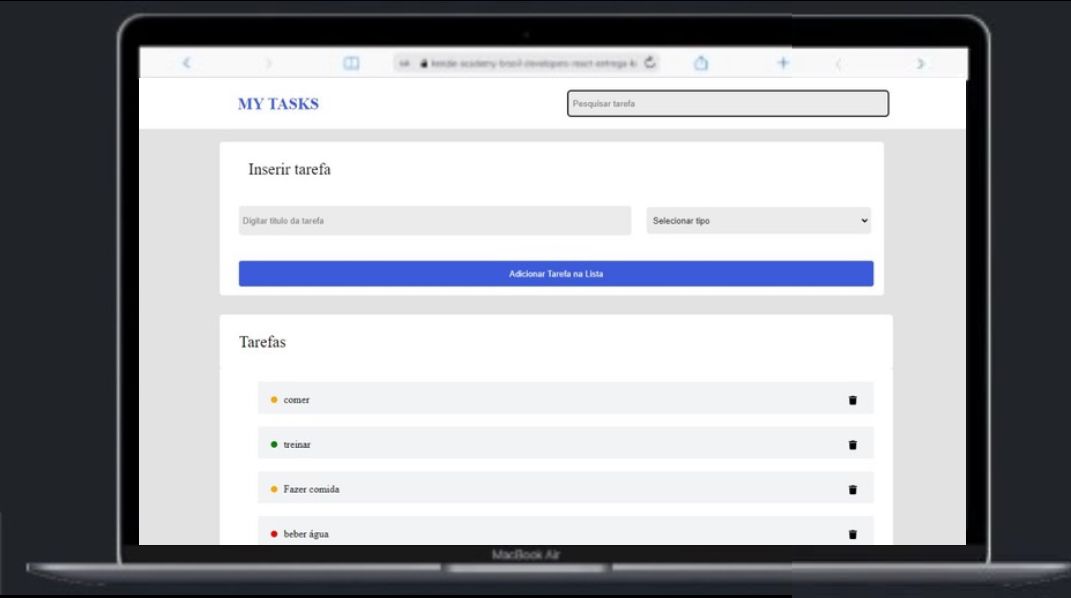 MY TASKS
Pesquisar tarefa
Inserir tarefa
Digitar título da tarefa
Selecionar tipo
Adicionar Tarefa na Lista
Tarefas
comer
treinar
Fazer comida
beber água
MacBook Air